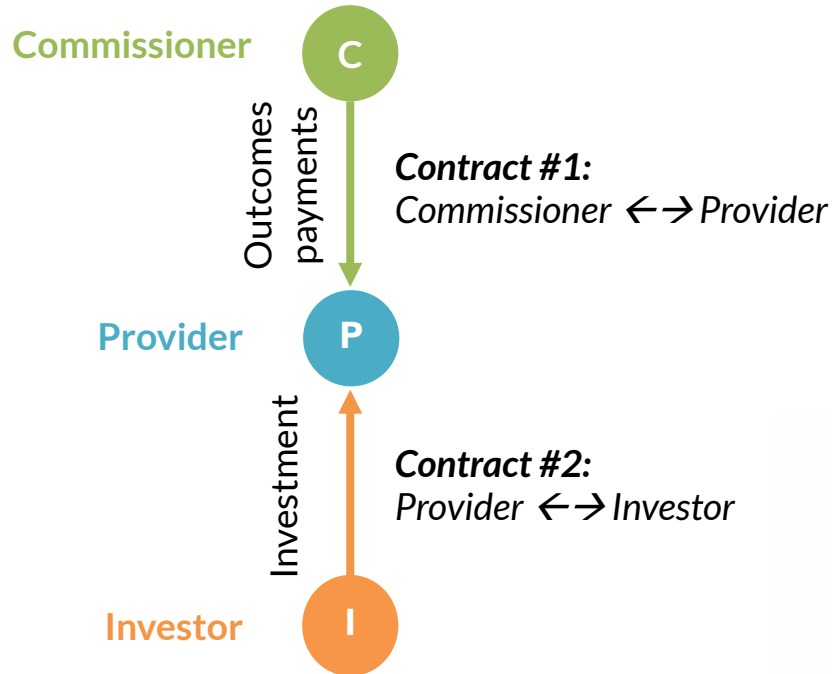 Commissioner
C
Outcomes
payments
Contract #1:
Commissioner ←→ Provider
Provider
P
Investment
Contract #2:
Provider ←→ Investor
Investor
I